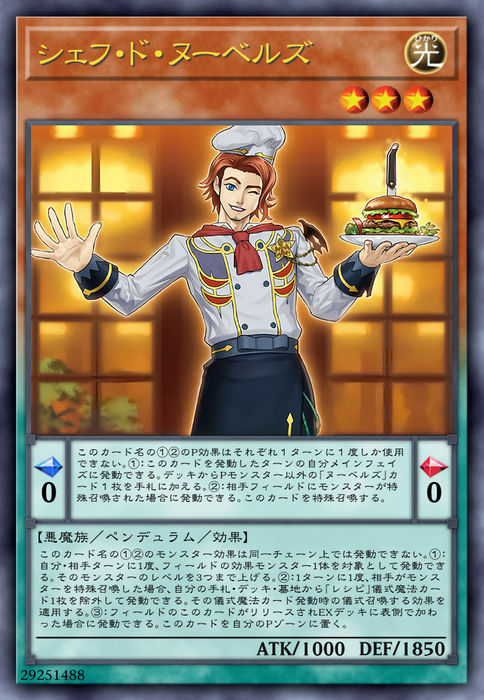 シェフ・ド・ヌーベルズ
ひかり
光
このカード名の①②のP効果はそれぞれ1ターンに1度しか使用
できない。①:このカードを発動したターンの自分メインフェイ
ズに発動できる。デッキからPモンスター以外の「ヌーベルズ」カ
ード1枚を手札に加える。②:相手フィールドにモンスターが特
殊召喚された場合に発動できる。このカードを特殊召喚する。
0
0
【悪魔族/ペンデュラム/効果】
このカード名の①②のモンスター効果は同一チェーン上では発動できない。①:
自分・相手ターンに1度、フィールドの効果モンスター1体を対象として発動でき
る。そのモンスターのレベルを3つまで上げる。②:1ターンに1度、相手がモンス
ターを特殊召喚した場合、自分の手札・デッキ・墓地から「レシピ」儀式魔法カー
ド1枚を除外して発動できる。その儀式魔法カード発動時の儀式召喚する効果を
適用する。③:フィールドのこのカードがリリースされEXデッキに表側で加わ
った場合に発動できる。このカードを自分のPゾーンに置く。
ATK/1000 DEF/1850
29251488